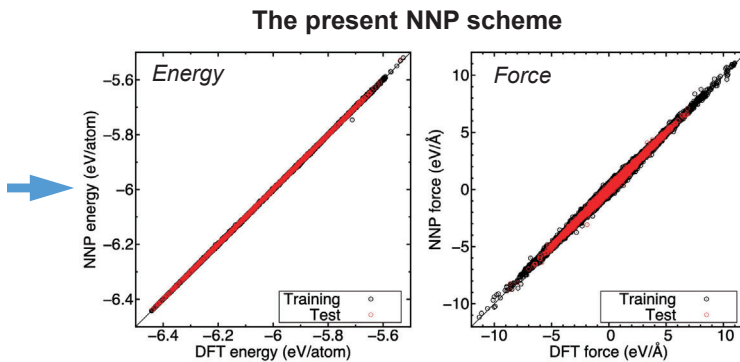 The present NNP scheme
Energy
NNP energy (eV/atom)
−5.6
−5.8
−6
−6.2
−6.4
Training
Test
−6.4 −6.2 −6 −5.8 −5.6
DFT energy (eV/atom)
Force
NNP force (eV/Å)
10
5
0
−5
−10
Training
Test
−10 −5 0 5 10
DFT force (eV/Å)